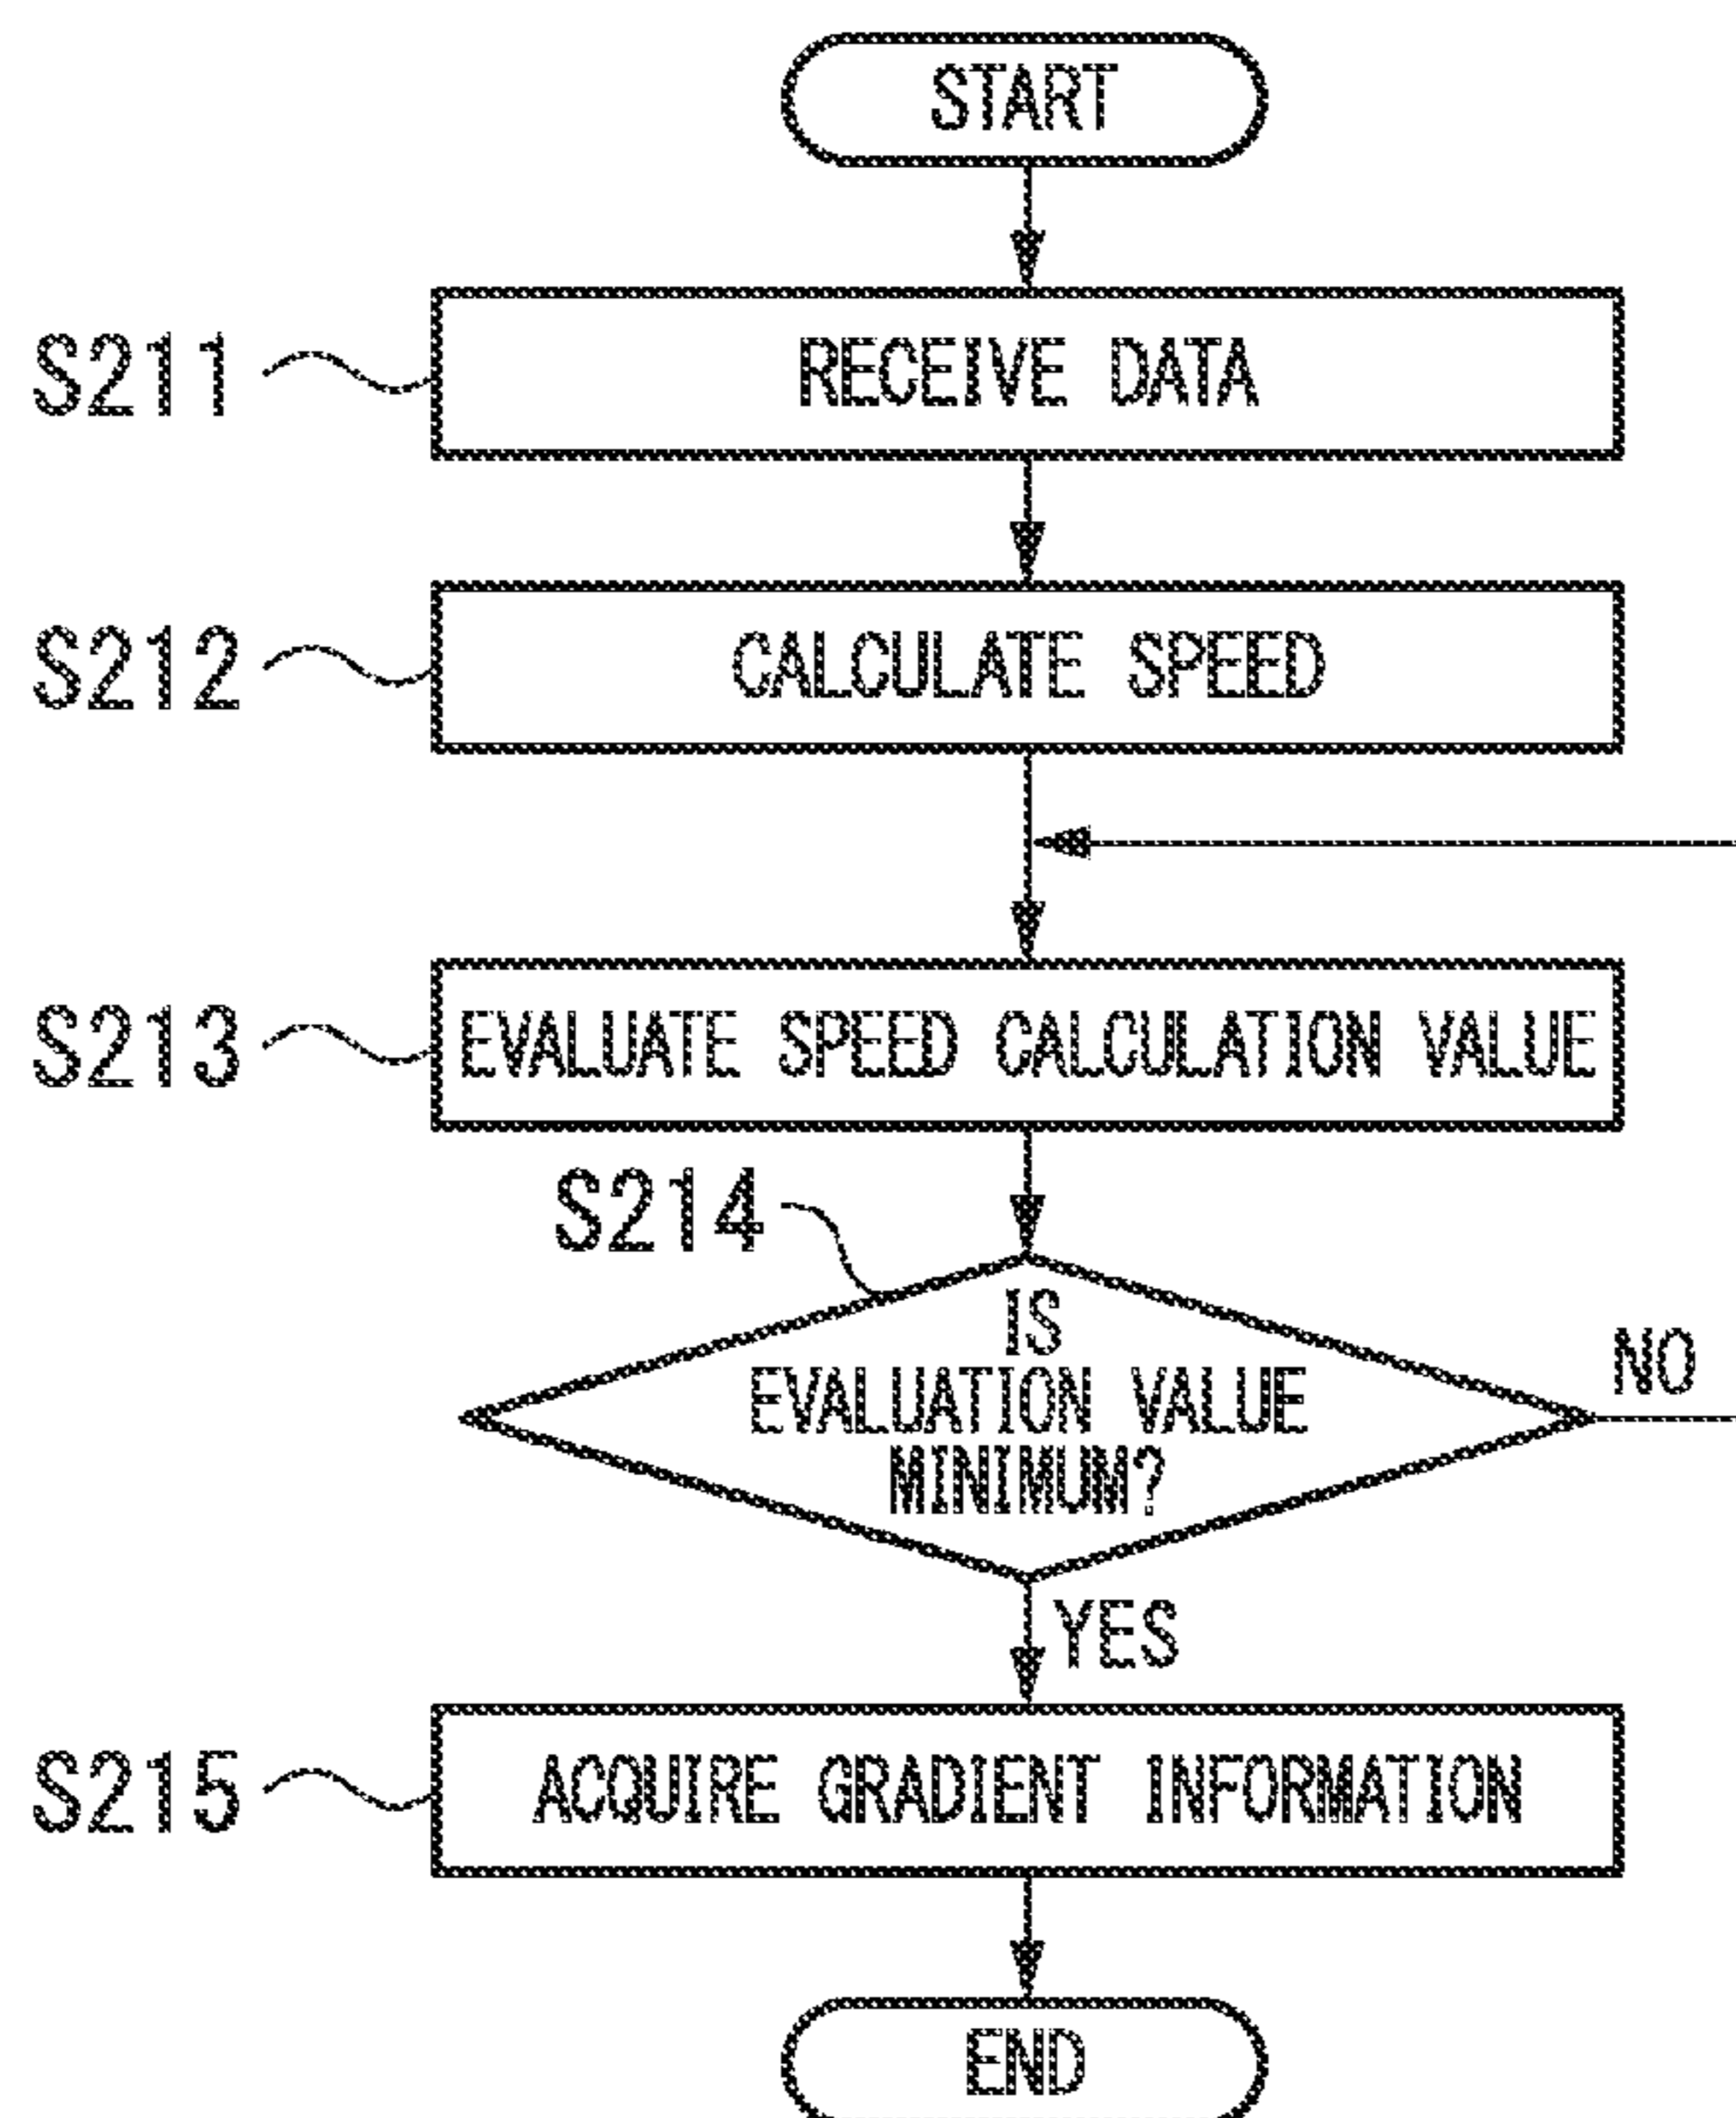 START
S211
RECEIVE DATA
S212
CALCULATE SPEED
S213
EVALUATE SPEED CALCULATION VALUE
S214
IS
EVALUATION VALUE
MINIMUM?
NO
YES
S215
ACQUIRE GRADIENT INFORMATION
END